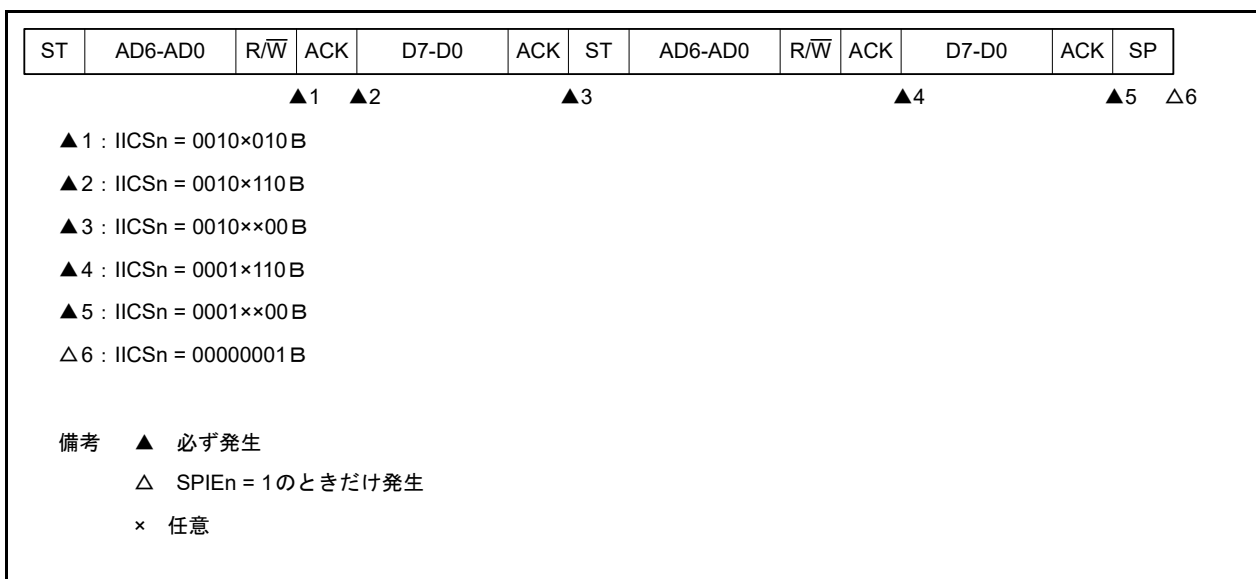 ST AD6-AD0 R/W̅ ACK D7-D0 ACK ST AD6-AD0 R/W̅ ACK D7-D0 ACK SP
▲1 ▲2 ▲3 ▲4 ▲5 △6
▲1：IICSn = 0010×010B
▲2：IICSn = 0010×110B
▲3：IICSn = 0010××00B
▲4：IICSn = 0001×110B
▲5：IICSn = 0001××00B
△6：IICSn = 00000001B
備考 ▲ 必ず発生
△ SPIEn = 1のときだけ発生
× 任意